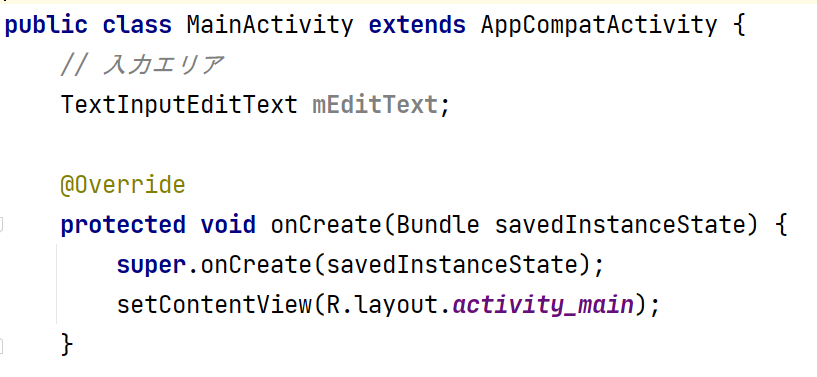 public class MainActivity extends AppCompatActivity {
// 入力エリア
TextInputEditText mEditText;
@Override
protected void onCreate(Bundle savedInstanceState) {
super.onCreate(savedInstanceState);
setContentView(R.layout.activity_main);
}